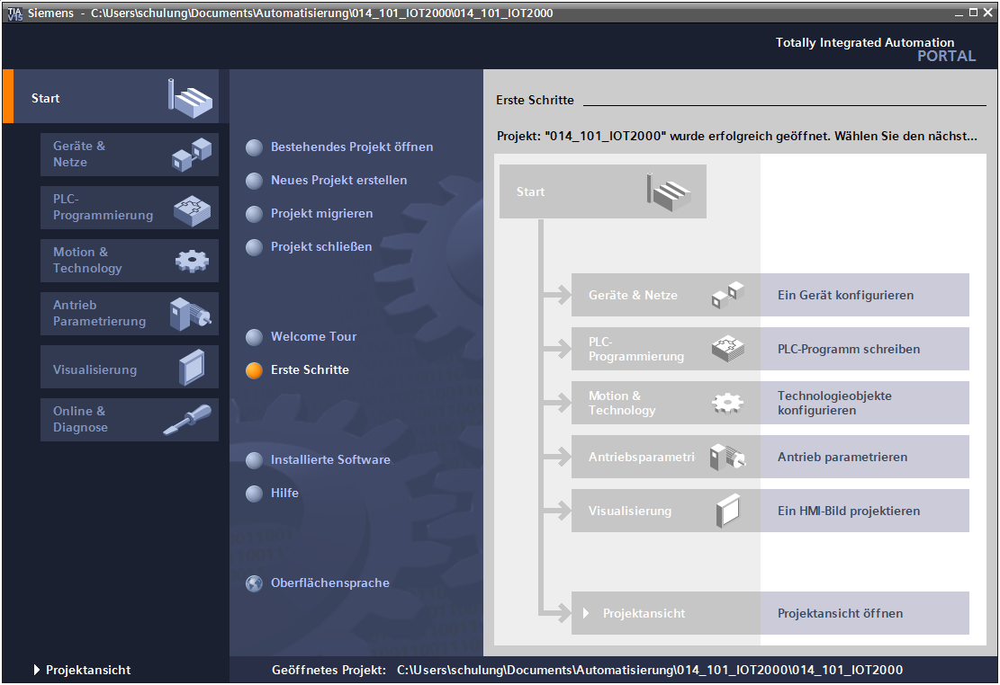 TIA V15 Siemens - C:\Users\schulung\Documents\Automatisierung\014_101_IOT2000\014_101_IOT2000
Totally Integrated Automation
PORTAL
Start
Geräte &
Netze
PLC-
Programmierung
Motion &
Technology
Antrieb
Parametrierung
Visualisierung
Online &
Diagnose
Projektansicht
Bestehendes Projekt öffnen
Neues Projekt erstellen
Projekt migrieren
Projekt schließen
Welcome Tour
Erste Schritte
Installierte Software
Hilfe
Oberflächensprache
Erste Schritte
Projekt: "014_101_IOT2000" wurde erfolgreich geöffnet. Wählen Sie den nächst...
Start
Geräte & Netze
Ein Gerät konfigurieren
PLC-
Programmierung
PLC-Programm schreiben
Motion &
Technology
Technologieobjekte
konfigurieren
Antriebsparametri
Antrieb parametrieren
Visualisierung
Ein HMI-Bild projektieren
Projektansicht
Projektansicht öffnen
Geöffnetes Projekt: C:\Users\schulung\Documents\Automatisierung\014_101_IOT2000\014_101_IOT2000